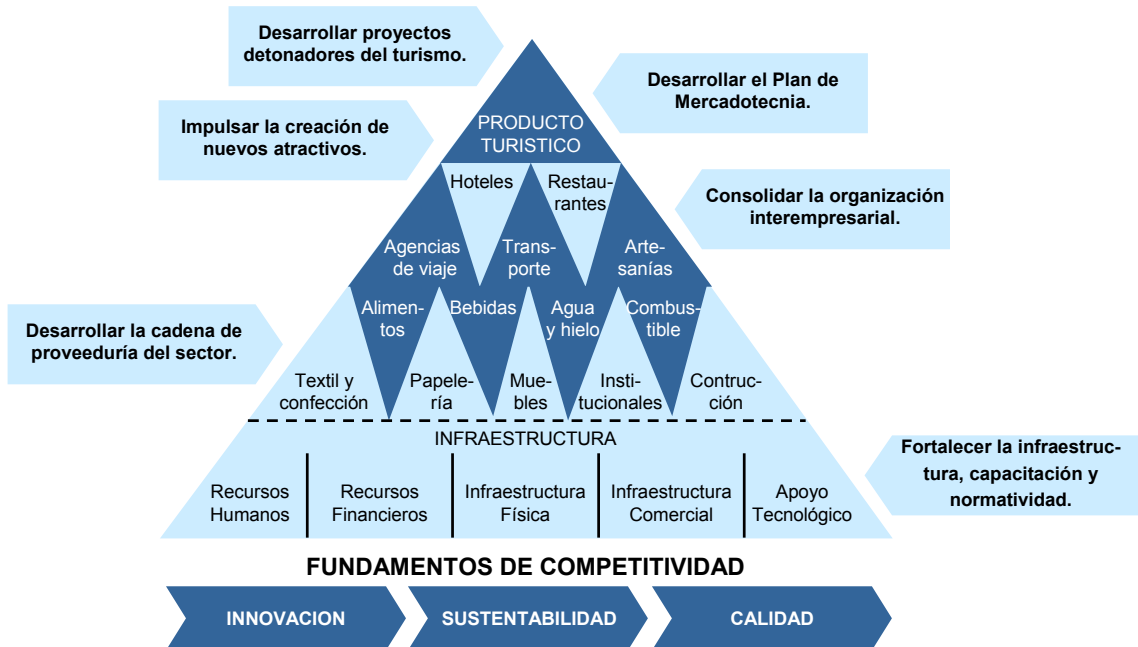 Desarrollar proyectos
detonadores del turismo.
Desarrollar el Plan de
Mercadotecnia.
Impulsar la creación de
nuevos atractivos.
PRODUCTO
TURISTICO
Hoteles
Restau-
rantes
Consolidar la organización
interempresarial.
Agencias
de viaje
Trans-
porte
Arte-
sanías
Alimen-
tos
Bebidas
Agua
y hielo
Combus-
tible
Desarrollar la cadena de
proveeduría del sector.
Textil y
confección
Papele-
ría
Mue-
bles
Insti-
tucionales
Contruc-
cción
INFRAESTRUCTURA
Fortalecer la infraestruc-
tura, capacitación y
normatividad.
Recursos
Humanos
Recursos
Financieros
Infraestructura
Física
Infraestructura
Comercial
Apoyo
Tecnológico
FUNDAMENTOS DE COMPETITIVIDAD
INNOVACION
SUSTENTABILIDAD
CALIDAD